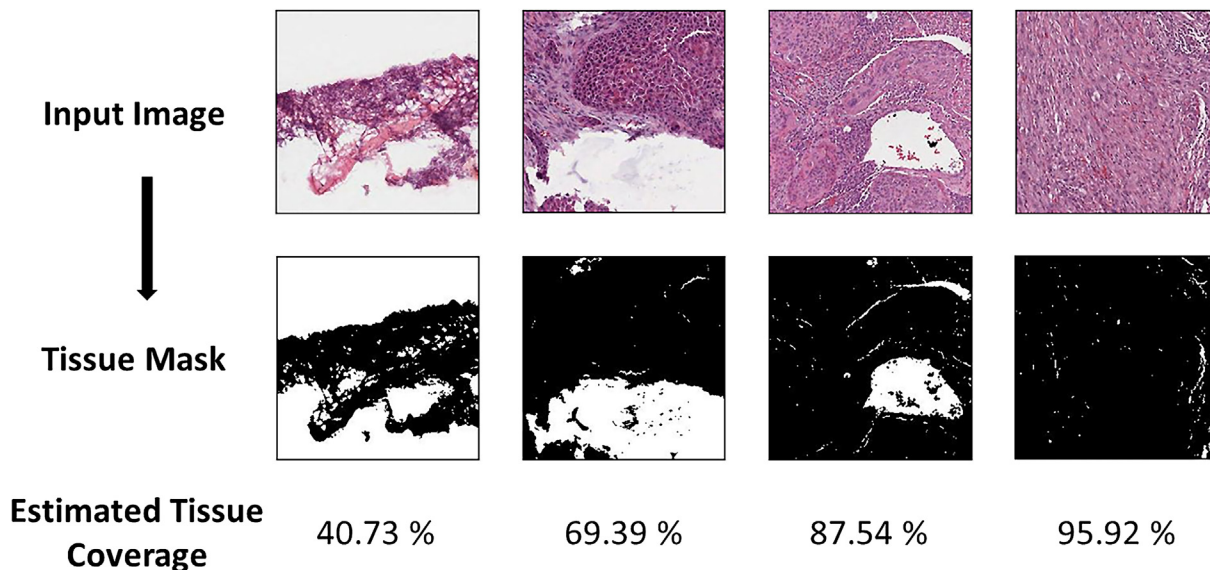 Input Image
Tissue Mask
Estimated Tissue
Coverage
40.73 %
69.39 %
87.54 %
95.92 %